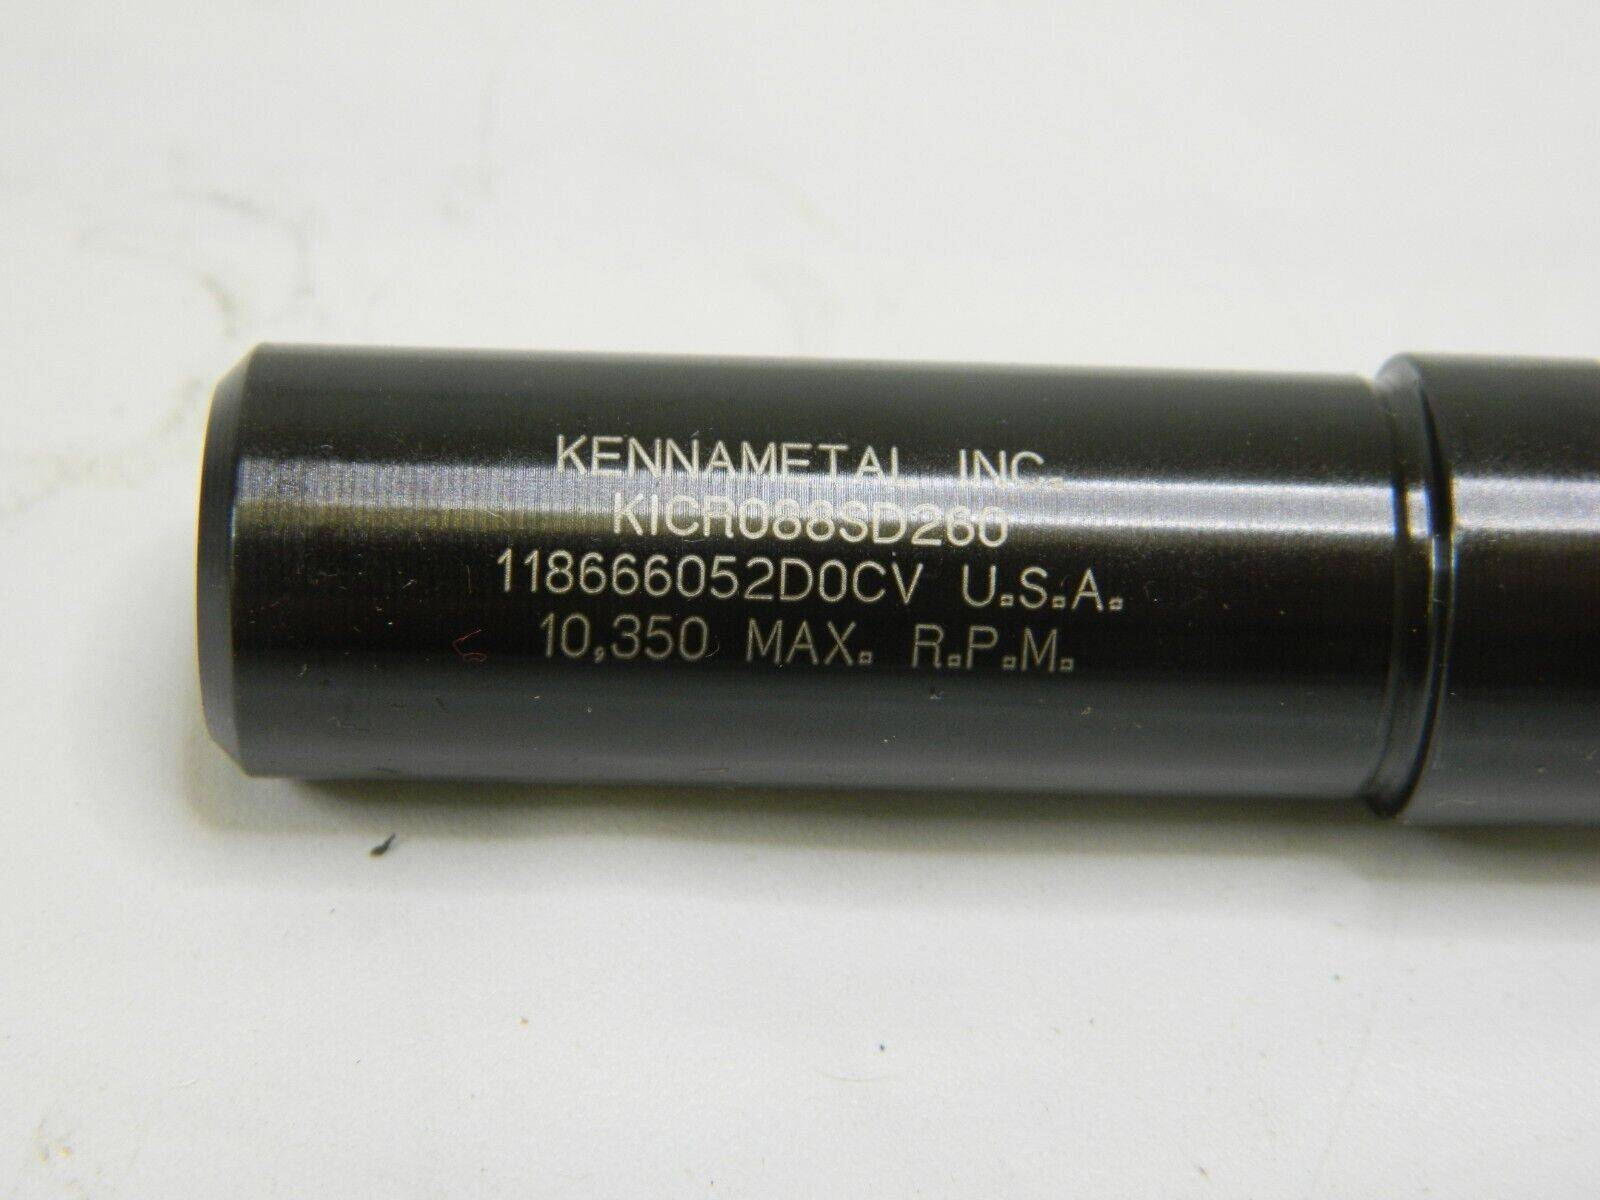 KENNAMETAL INC.
KICR088SD260
118666052D0CV U.S.A.
10,350 MAX. R.P.M.